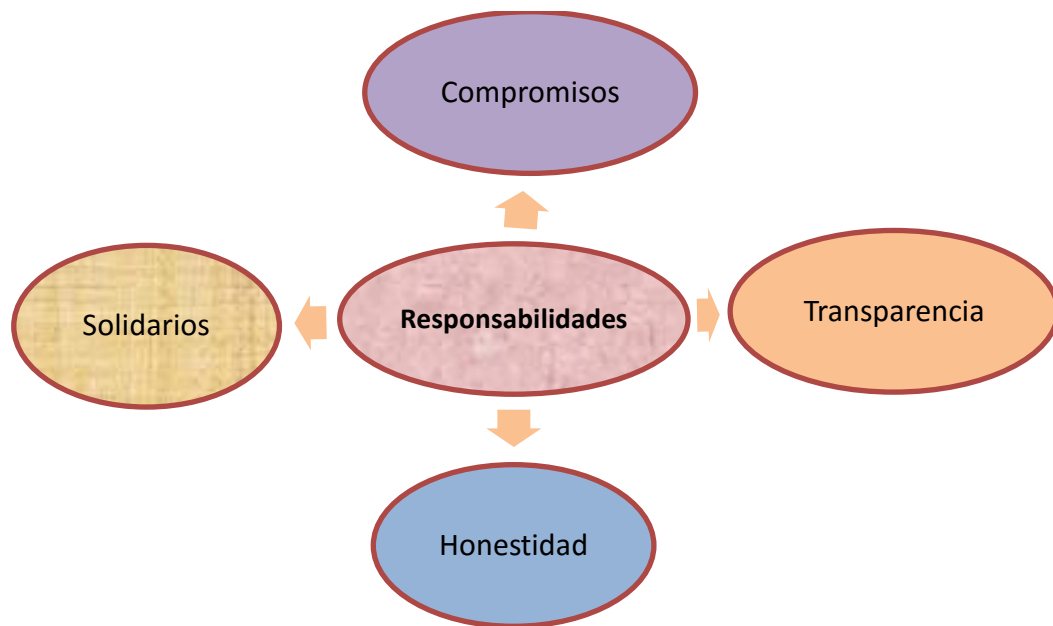 Compromisos
Solidarios
Responsabilidades
Transparencia
Honestidad